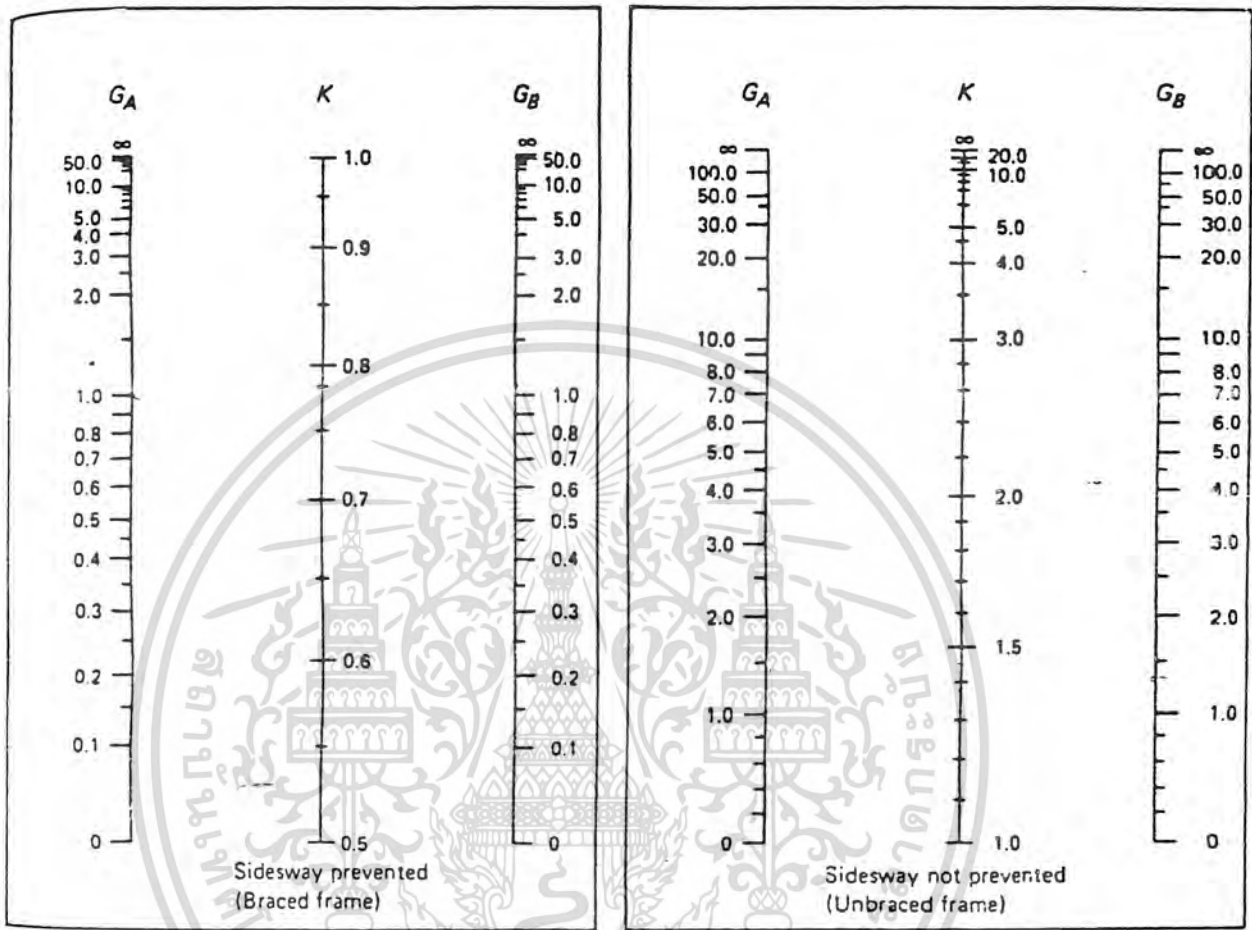 G_A K G_B
∞ ∞
50.0 1.0 50.0
10.0 10.0
5.0 5.0
4.0 0.9
3.0 3.0
2.0 2.0
0.8
1.0 1.0
0.8 0.8
0.7 0.7
0.6 0.7 0.6
0.5 0.5
0.4 0.4
0.3 0.3
0.6
0.2 0.2
0.1 0.1
0 0.5 0
Sidesway prevented
(Braced frame)
G_A K G_B
∞ ∞ ∞
100.0 20.0 100.0
50.0 10.0 50.0
30.0 5.0 30.0
20.0 4.0 20.0
10.0 3.0 10.0
8.0 8.0
7.0 7.0
6.0 6.0
5.0 5.0
4.0 2.0 4.0
3.0 3.0
2.0 2.0
1.5
1.0 1.0
0 1.0 0
Sidesway not prevented
(Unbraced frame)